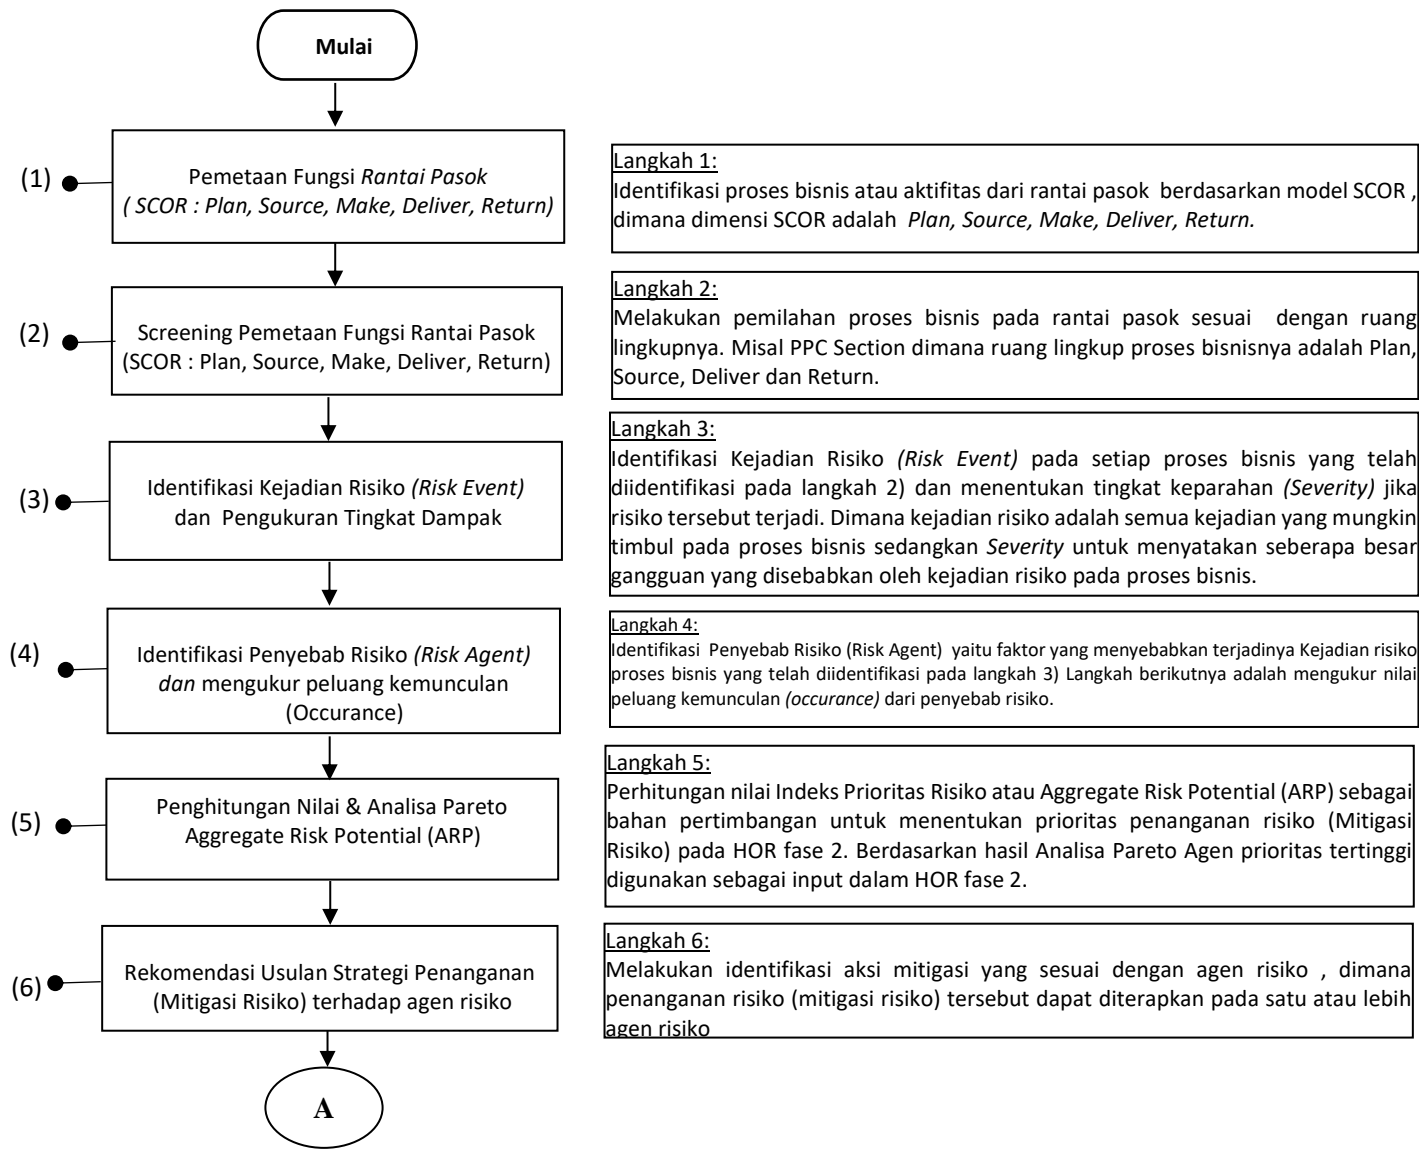 Mulai
(1)
Pemetaan Fungsi Rantai Pasok
( SCOR : Plan, Source, Make, Deliver, Return)
Langkah 1:
Identifikasi proses bisnis atau aktifitas dari rantai pasok berdasarkan model SCOR ,
dimana dimensi SCOR adalah Plan, Source, Make, Deliver, Return.
(2)
Screening Pemetaan Fungsi Rantai Pasok
(SCOR : Plan, Source, Make, Deliver, Return)
Langkah 2:
Melakukan pemilahan proses bisnis pada rantai pasok sesuai dengan ruang
lingkupnya. Misal PPC Section dimana ruang lingkup proses bisnisnya adalah Plan,
Source, Deliver dan Return.
(3)
Identifikasi Kejadian Risiko (Risk Event)
dan Pengukuran Tingkat Dampak
Langkah 3:
Identifikasi Kejadian Risiko (Risk Event) pada setiap proses bisnis yang telah
diidentifikasi pada langkah 2) dan menentukan tingkat keparahan (Severity) jika
risiko tersebut terjadi. Dimana kejadian risiko adalah semua kejadian yang mungkin
timbul pada proses bisnis sedangkan Severity untuk menyatakan seberapa besar
gangguan yang disebabkan oleh kejadian risiko pada proses bisnis.
(4)
Identifikasi Penyebab Risiko (Risk Agent)
dan mengukur peluang kemunculan
(Occurance)
Langkah 4:
Identifikasi Penyebab Risiko (Risk Agent) yaitu faktor yang menyebabkan terjadinya Kejadian risiko
proses bisnis yang telah diidentifikasi pada langkah 3) Langkah berikutnya adalah mengukur nilai
peluang kemunculan (occurance) dari penyebab risiko.
(5)
Penghitungan Nilai & Analisa Pareto
Aggregate Risk Potential (ARP)
Langkah 5:
Perhitungan nilai Indeks Prioritas Risiko atau Aggregate Risk Potential (ARP) sebagai
bahan pertimbangan untuk menentukan prioritas penanganan risiko (Mitigasi
Risiko) pada HOR fase 2. Berdasarkan hasil Analisa Pareto Agen prioritas tertinggi
digunakan sebagai input dalam HOR fase 2.
(6)
Rekomendasi Usulan Strategi Penanganan
(Mitigasi Risiko) terhadap agen risiko
Langkah 6:
Melakukan identifikasi aksi mitigasi yang sesuai dengan agen risiko , dimana
penanganan risiko (mitigasi risiko) tersebut dapat diterapkan pada satu atau lebih
agen risiko
A